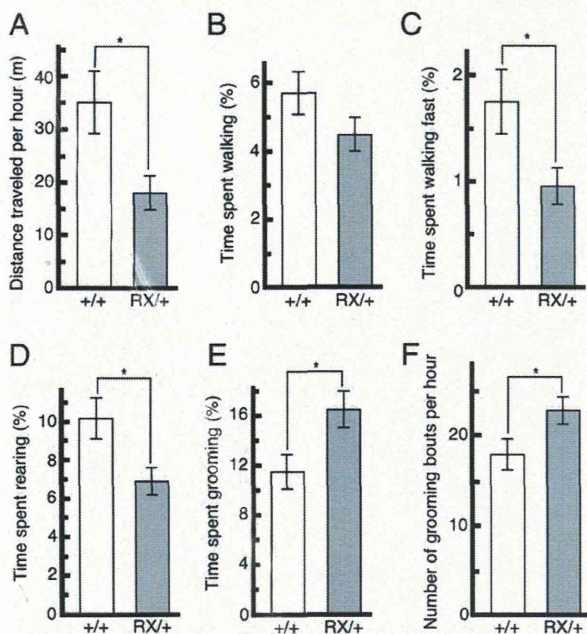 A
Distance traveled per hour (m)
40
30
20
10
0
*
+/+ RX/+
B
Time spent walking (%)
6
4
2
0
+/+ RX/+
C
Time spent walking fast (%)
2
1
0
*
+/+ RX/+
D
Time spent rearing (%)
10
8
6
4
2
0
*
+/+ RX/+
E
Time spent grooming (%)
16
12
8
4
0
*
+/+ RX/+
F
Number of grooming bouts per hour
20
10
0
*
+/+ RX/+